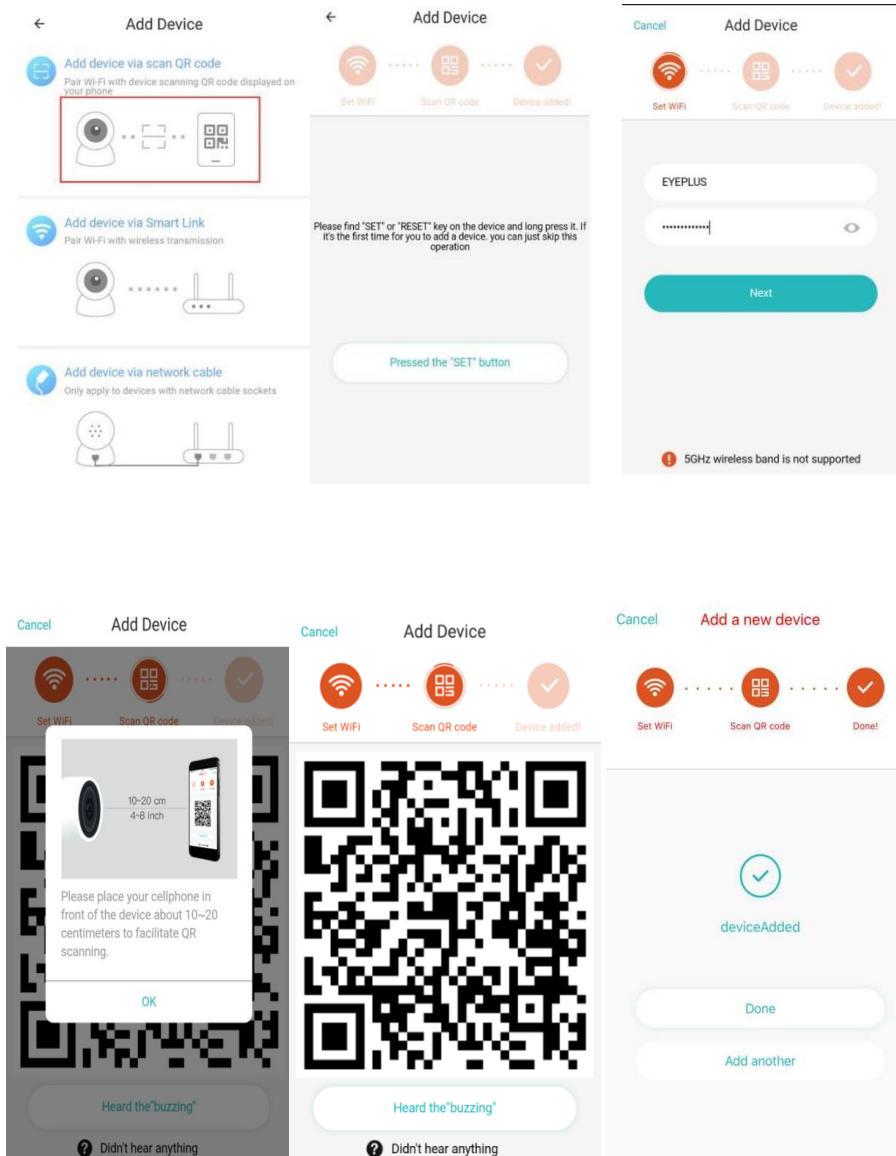 Add Device
Add device via scan QR code
Pair Wi-Fi with device scanning QR code displayed on
your phone
Add device via Smart Link
Pair Wi-Fi with wireless transmission
Add device via network cable
Only apply to devices with network cable sockets
Add Device
Set WiFi
Scan QR code
Device added!
Please find "SET" or "RESET" key on the device and long press it. If
it's the first time for you to add a device. you can just skip this
operation
Pressed the "SET" button
Cancel
Add Device
Set WiFi
Scan QR code
Device added!
EYEPLUS
•••••••••••••
Next
5GHz wireless band is not supported
Cancel
Add Device
Set WiFi
Scan QR code
Device added!
10~20 cm
4~8 inch
Please place your cellphone in
front of the device about 10~20
centimeters to facilitate QR
scanning.
OK
Heard the"buzzing"
Didn't hear anything
Cancel
Add Device
Set WiFi
Scan QR code
Device added!
Heard the"buzzing"
Didn't hear anything
Cancel
Add a new device
Set WiFi
Scan QR code
Done!
deviceAdded
Done
Add another